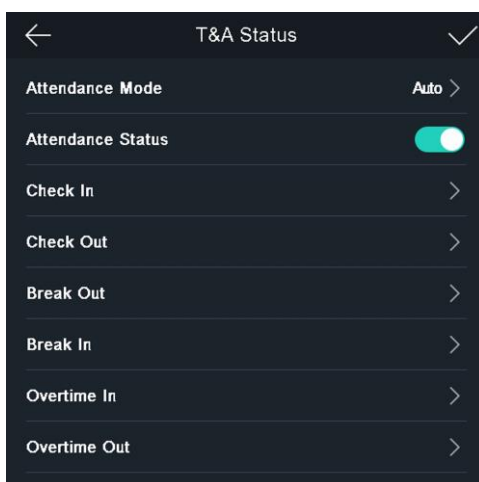 T&A Status
Attendance Mode Auto
Attendance Status
Check In
Check Out
Break Out
Break In
Overtime In
Overtime Out